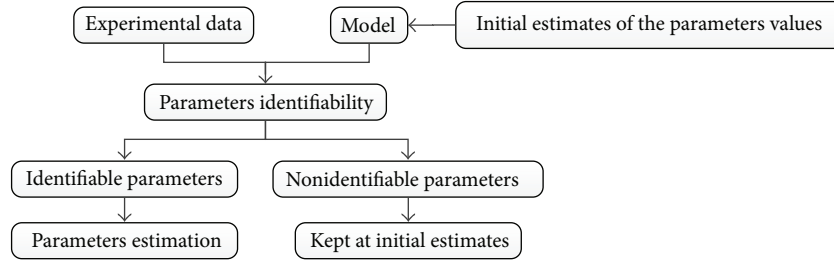 Experimental data
Model
Initial estimates of the parameters values
Parameters identifiability
Identifiable parameters
Nonidentifiable parameters
Parameters estimation
Kept at initial estimates